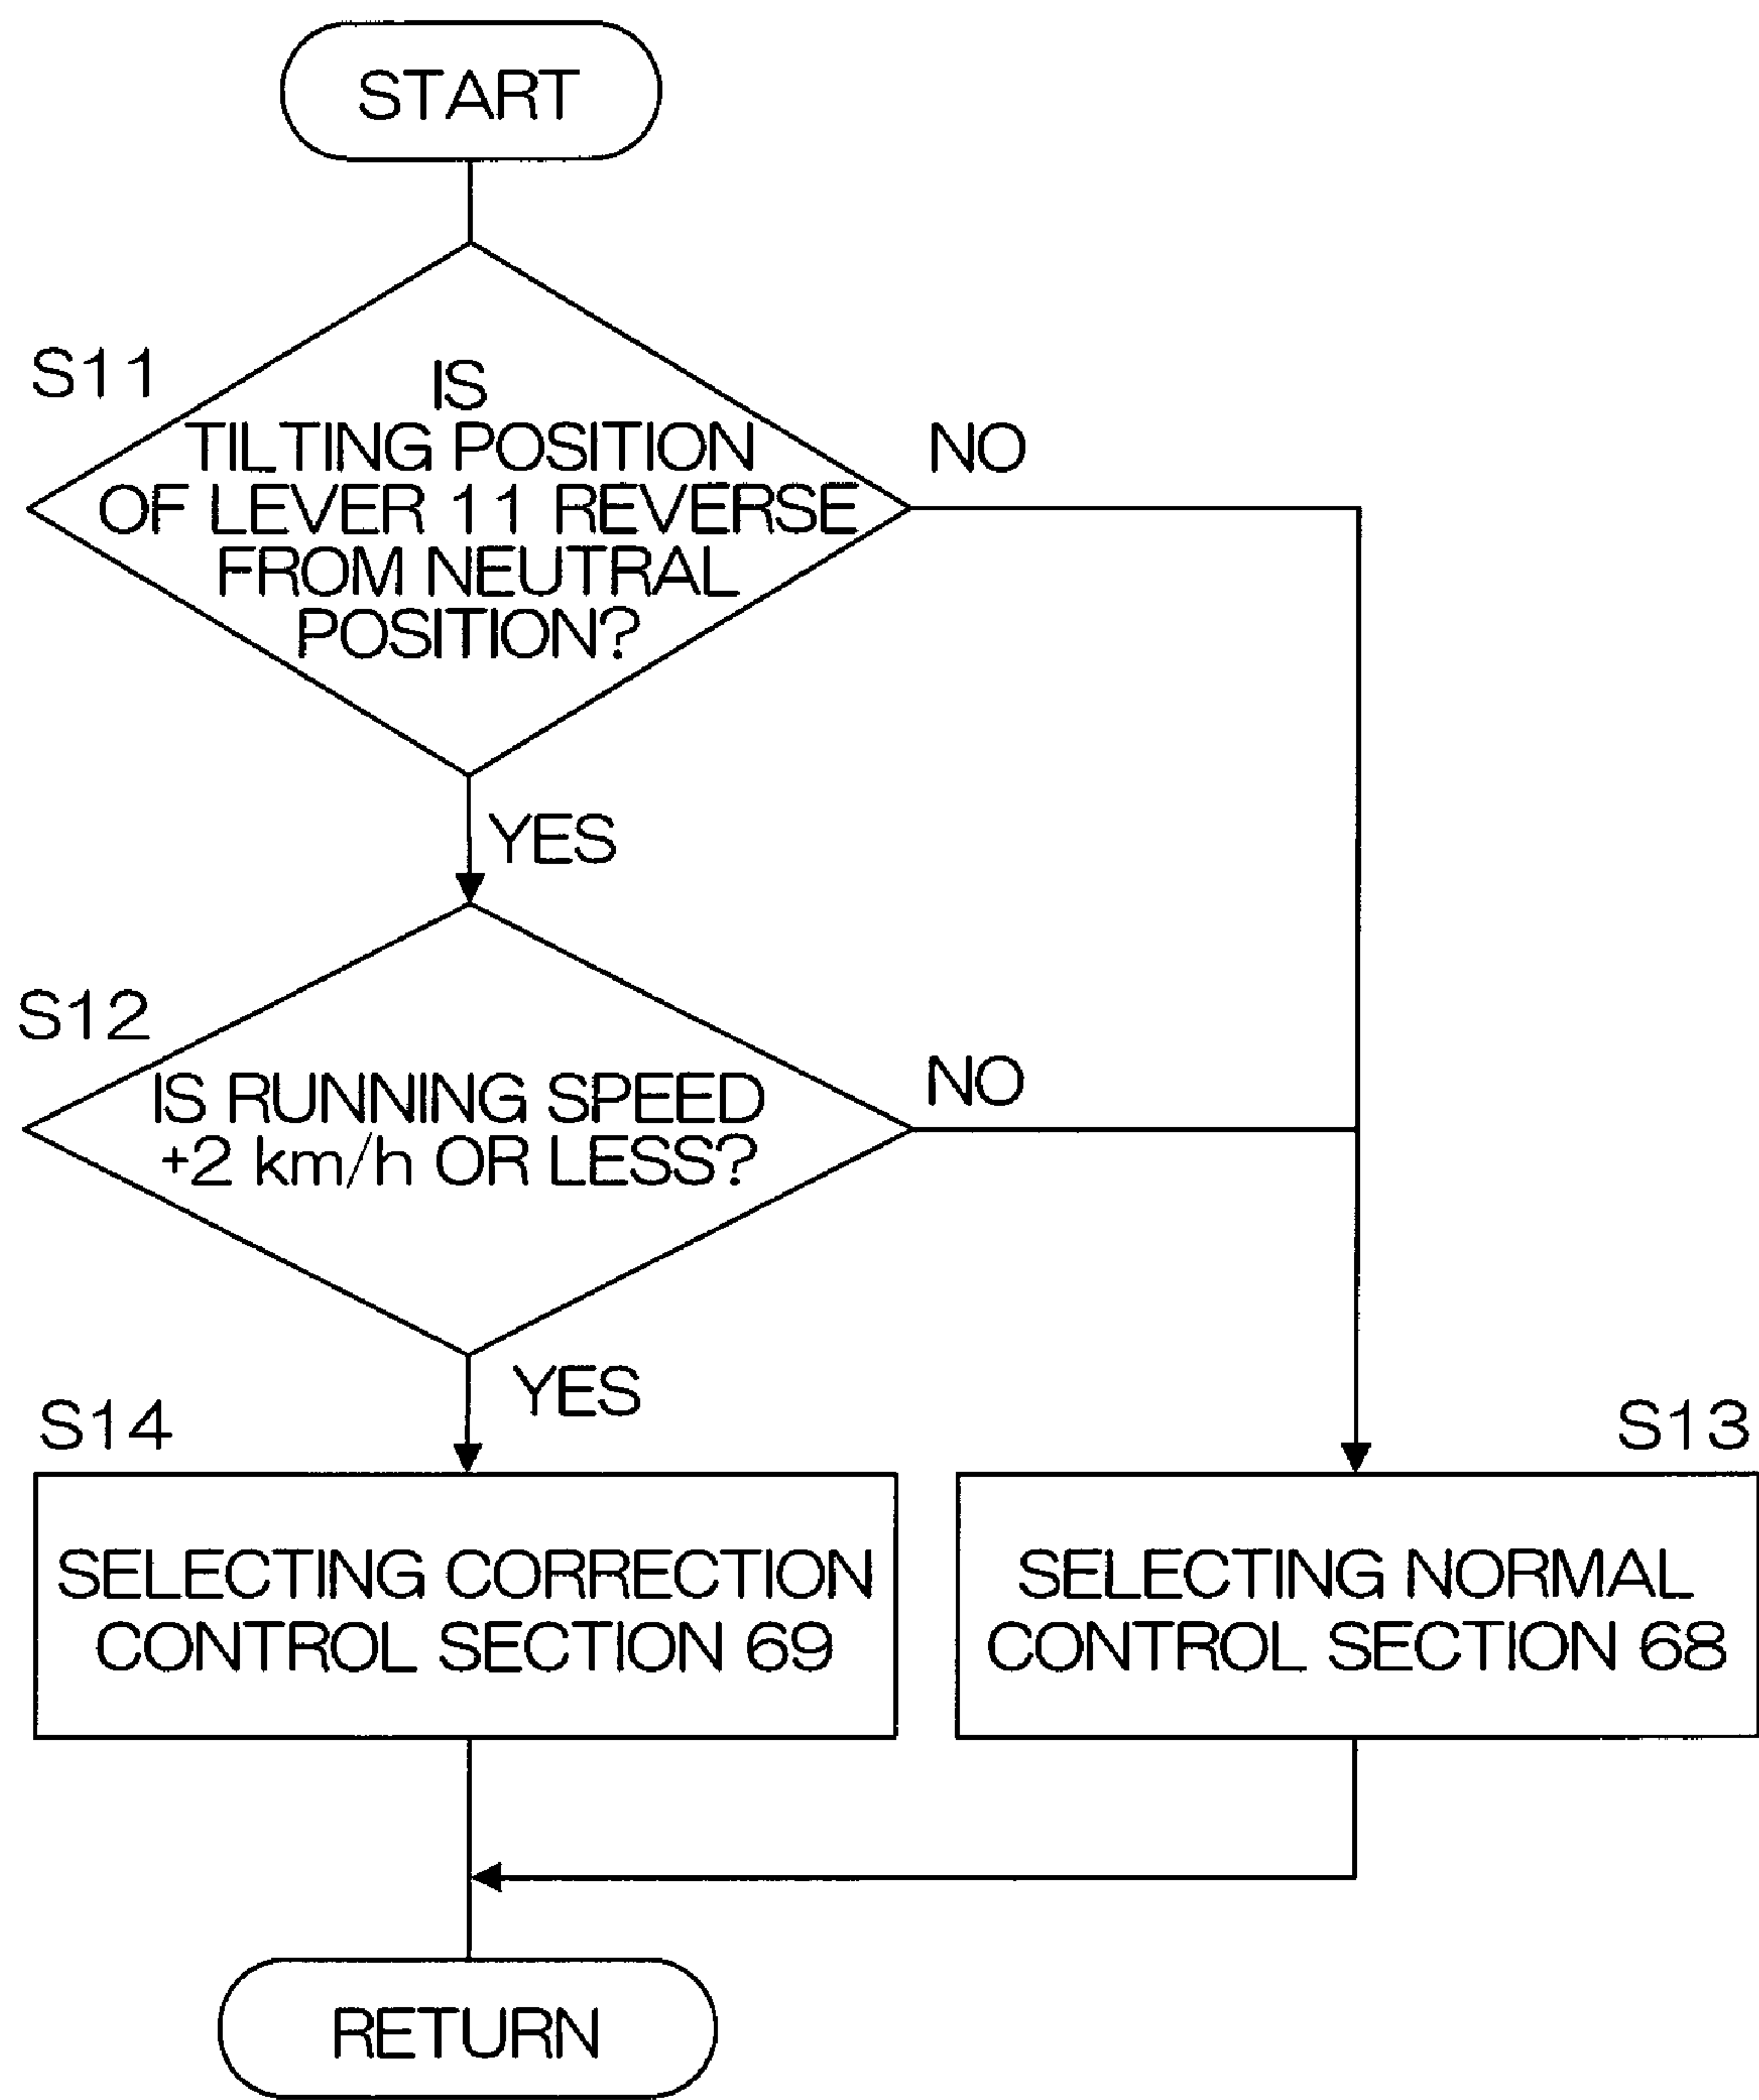 START
S11
IS
TILTING POSITION
OF LEVER 11 REVERSE
FROM NEUTRAL
POSITION?
NO
YES
S12
IS RUNNING SPEED
+2 km/h OR LESS?
NO
YES
S14
SELECTING CORRECTION
CONTROL SECTION 69
S13
SELECTING NORMAL
CONTROL SECTION 68
RETURN